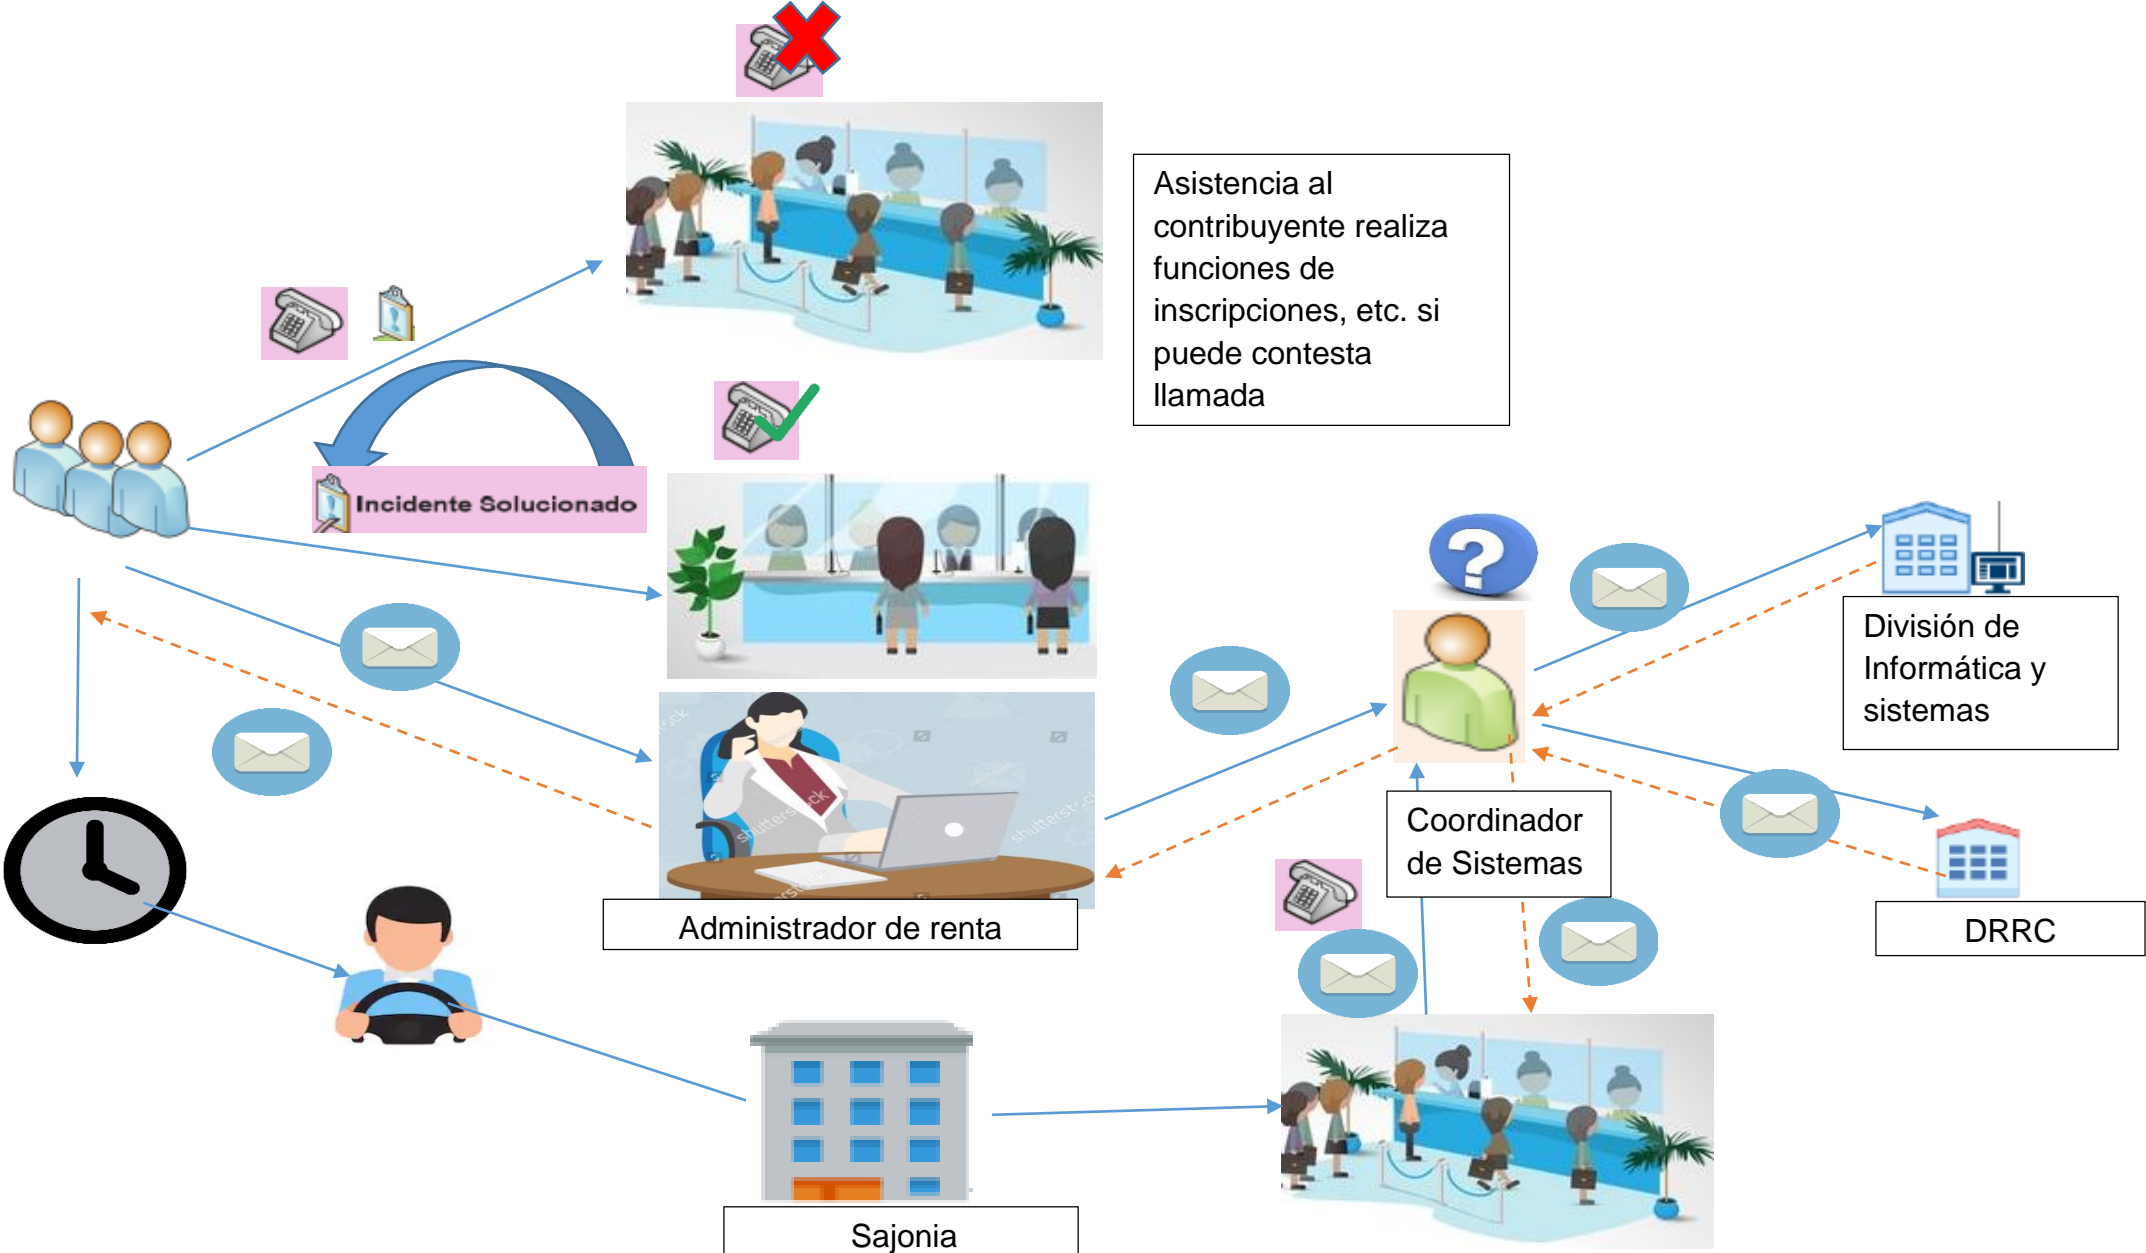 Asistencia al
contribuyente realiza
funciones de
inscripciones, etc. si
puede contesta
llamada
Incidente Solucionado
División de
Informática y
sistemas
Coordinador
de Sistemas
Administrador de renta
DRRC
Sajonia
shutterstock